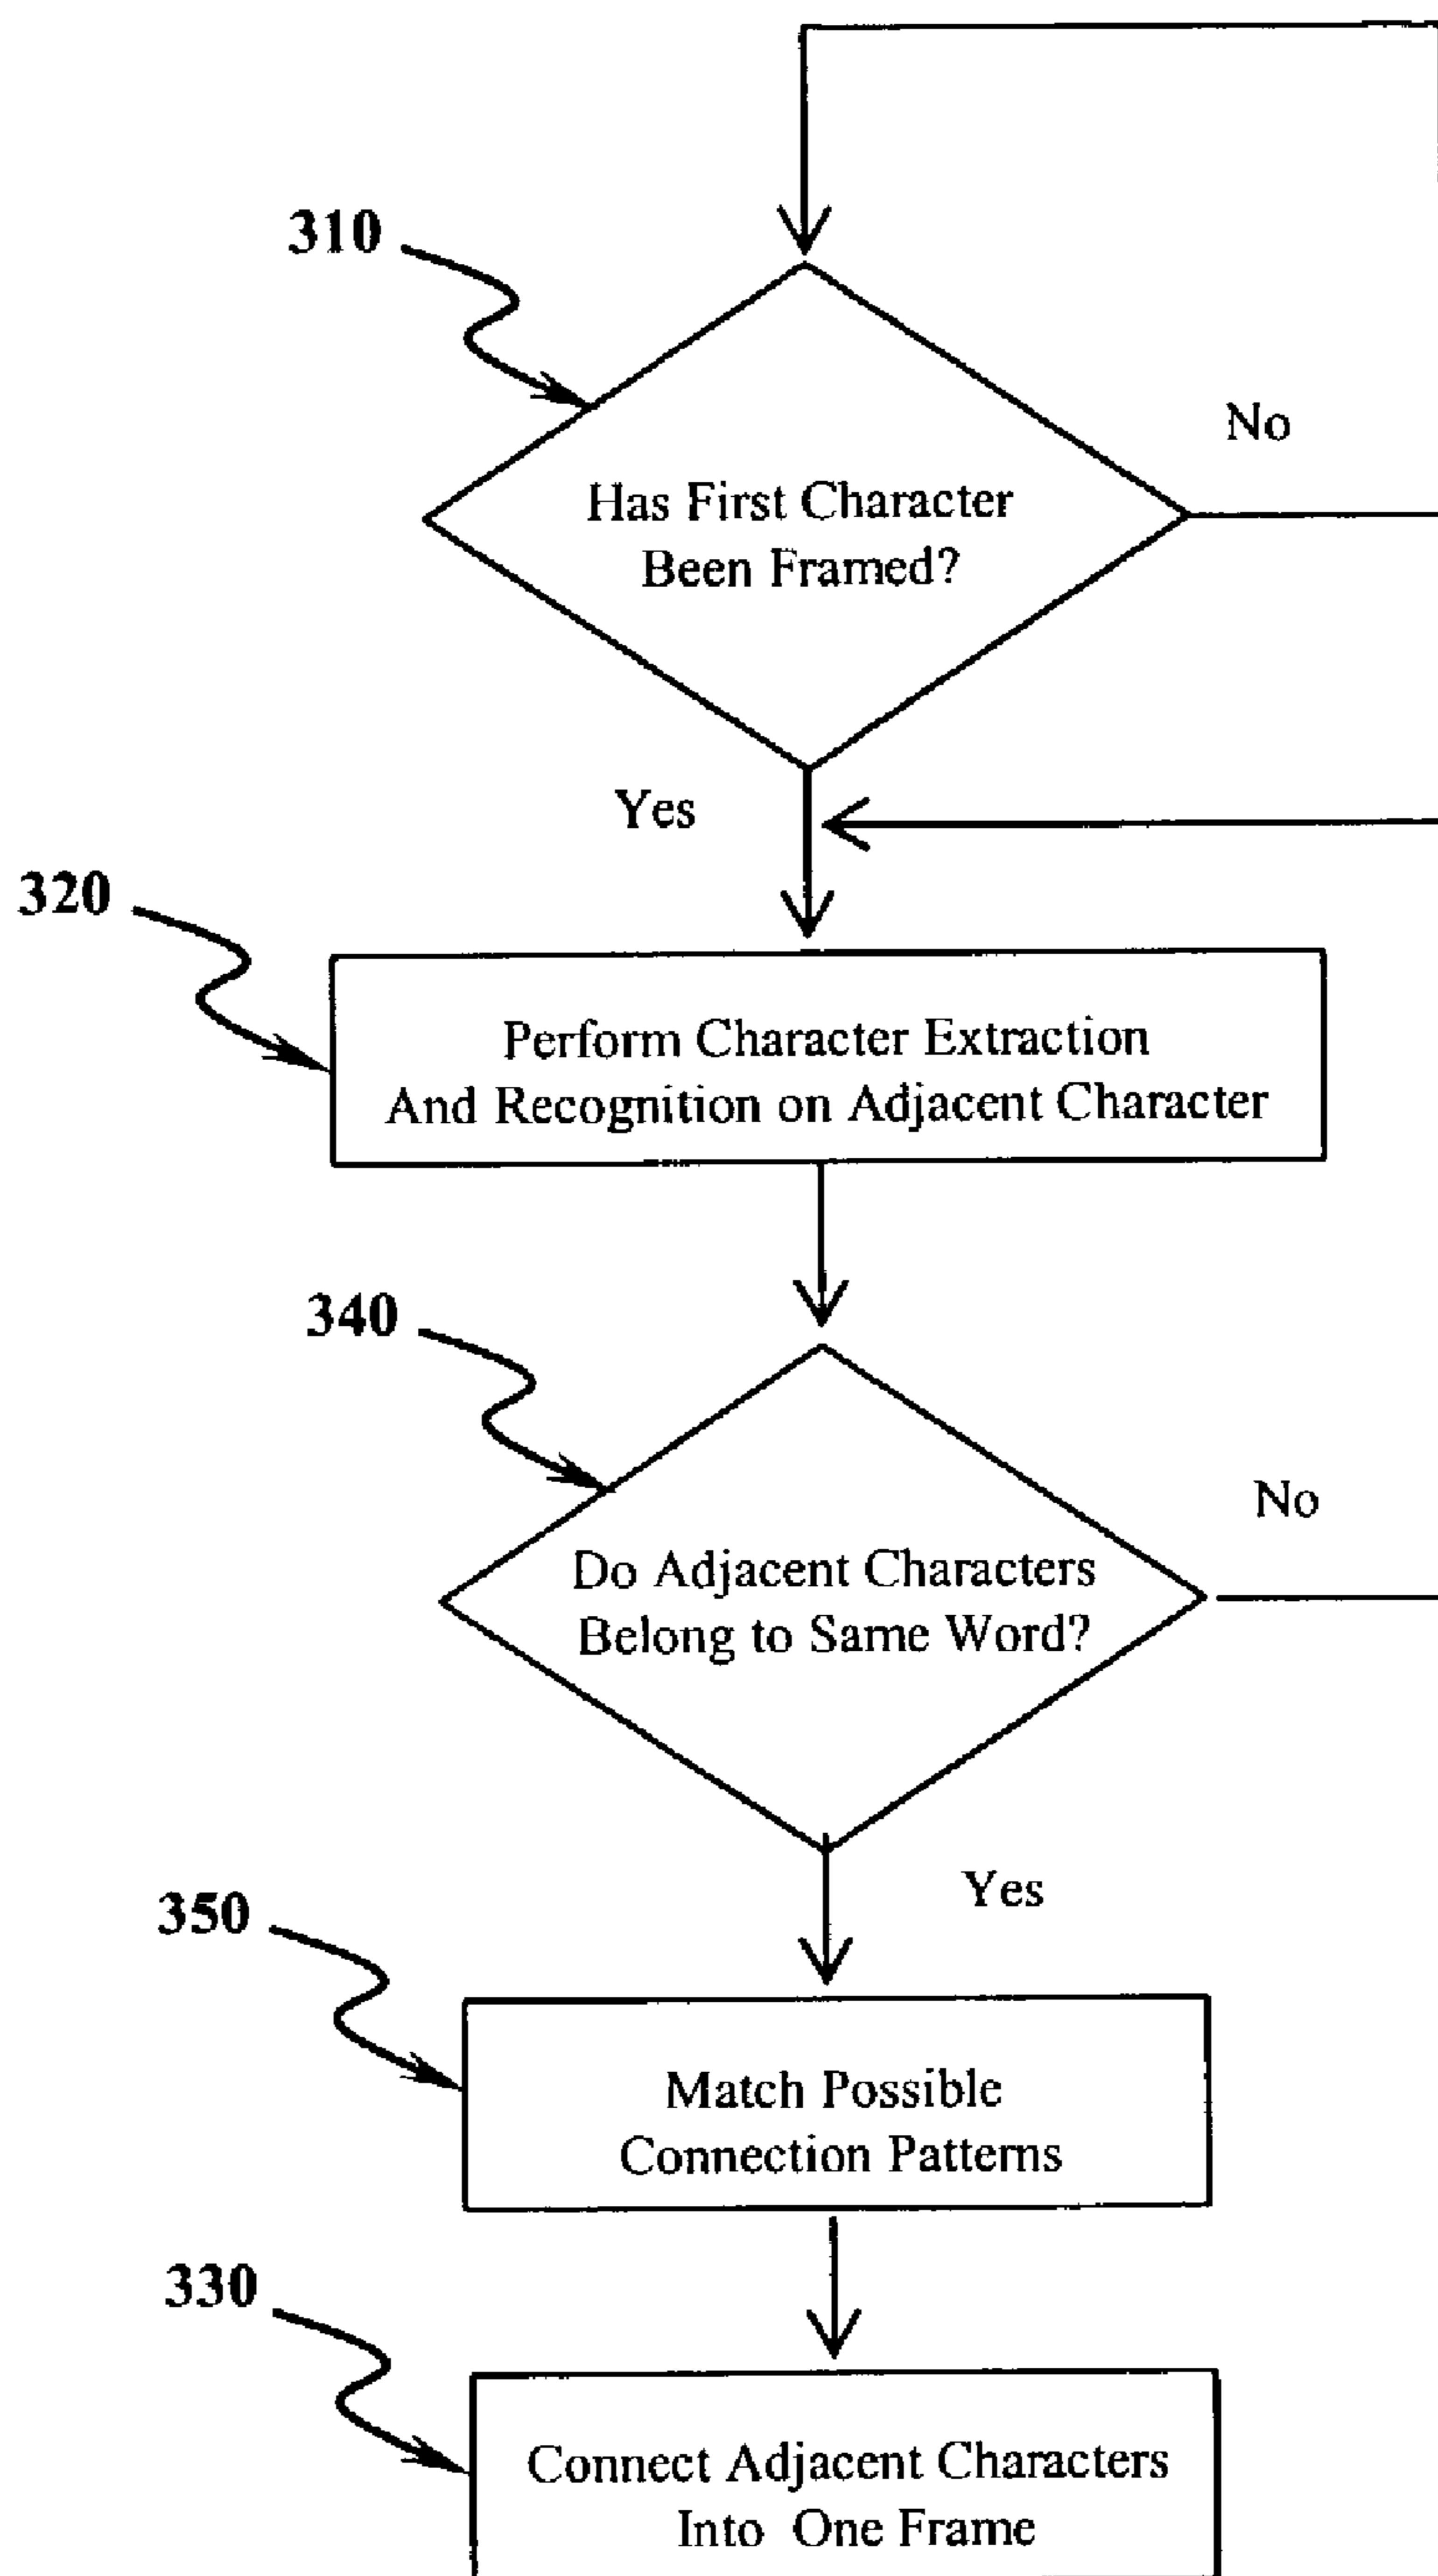 310
No
Has First Character
Been Framed?
Yes
320
Perform Character Extraction
And Recognition on Adjacent Character
340
No
Do Adjacent Characters
Belong to Same Word?
Yes
350
Match Possible
Connection Patterns
330
Connect Adjacent Characters
Into One Frame